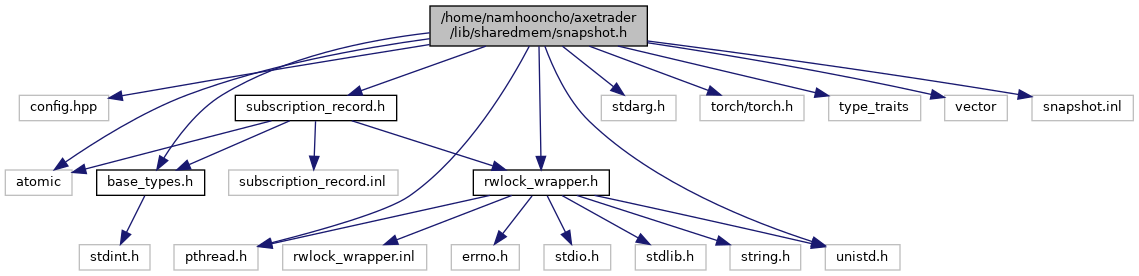 /home/namhooncho/axetrader
/lib/sharedmem/snapshot.h
config.hpp
subscription_record.h
stdarg.h
torch/torch.h
type_traits
vector
snapshot.inl
atomic
base_types.h
subscription_record.inl
rwlock_wrapper.h
stdint.h
pthread.h
rwlock_wrapper.inl
errno.h
stdio.h
stdlib.h
string.h
unistd.h